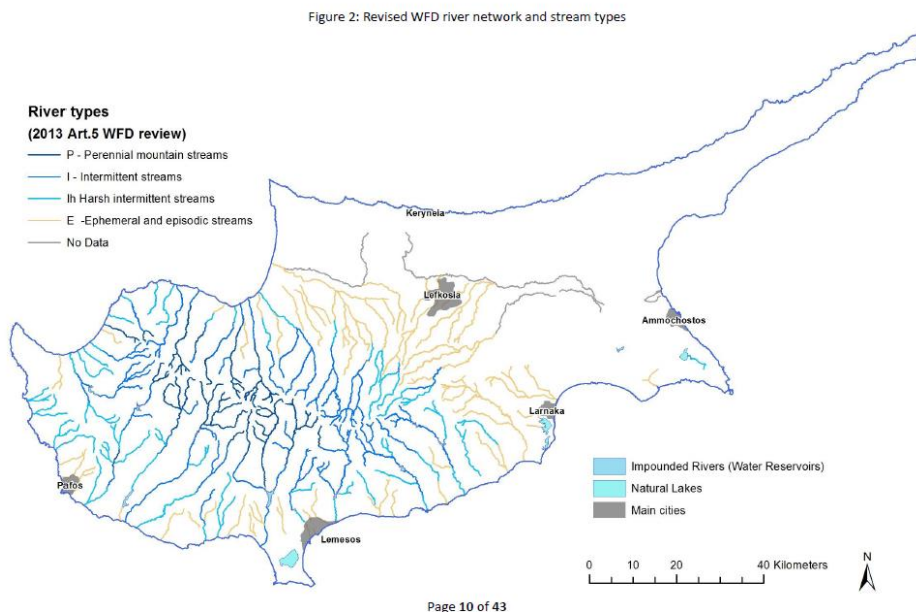 Figure 2: Revised WFD river network and stream types
River types
(2013 Art.5 WFD review)
P - Perennial mountain streams
I - Intermittent streams
Ih Harsh intermittent streams
E -Ephemeral and episodic streams
No Data
Keryneia
Lefkosia
Ammochostos
Larnaka
Pafos
Lemesos
Impounded Rivers (Water Reservoirs)
Natural Lakes
Main cities
N
0 10 20 40 Kilometers
Page 10 of 43